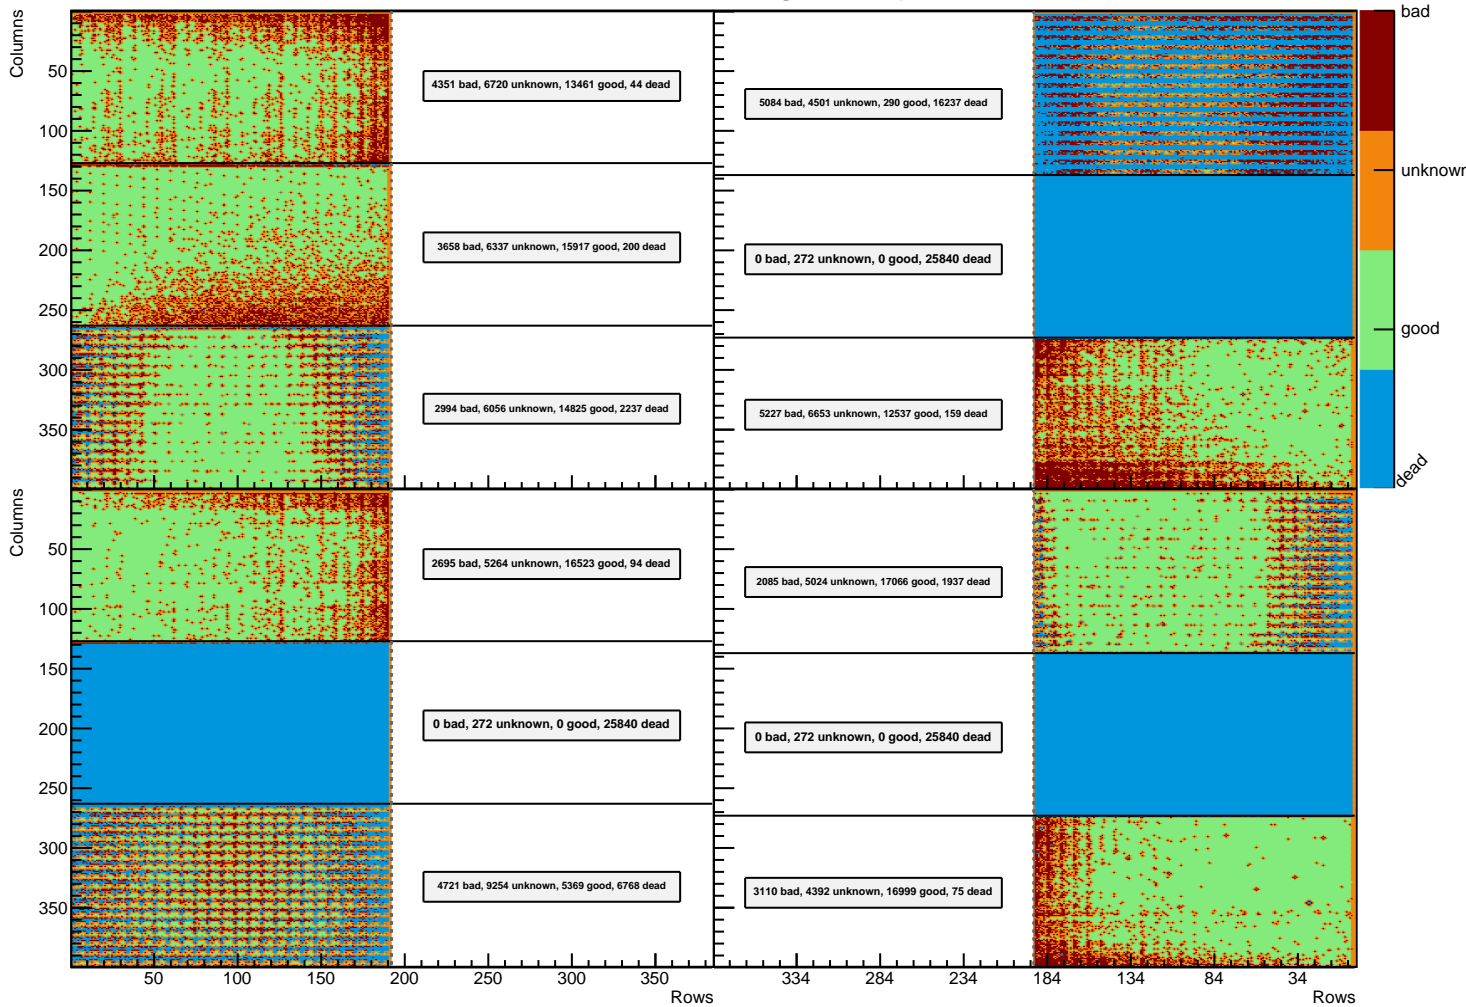 Columns
50
100
150
200
250
300
350
4351 bad, 6720 unknown, 13461 good, 44 dead
3658 bad, 6337 unknown, 15917 good, 200 dead
2994 bad, 6056 unknown, 14825 good, 2237 dead
5084 bad, 4501 unknown, 290 good, 16237 dead
0 bad, 272 unknown, 0 good, 25840 dead
5227 bad, 6653 unknown, 12537 good, 159 dead
bad
unknown
good
dead
Columns
50
100
150
200
250
300
350
2695 bad, 5264 unknown, 16523 good, 94 dead
0 bad, 272 unknown, 0 good, 25840 dead
4721 bad, 9254 unknown, 5369 good, 6768 dead
2085 bad, 5024 unknown, 17066 good, 1937 dead
0 bad, 272 unknown, 0 good, 25840 dead
3110 bad, 4392 unknown, 16999 good, 75 dead
50 100 150 200 250 300 350
Rows
334 284 234 184 134 84 34
Rows